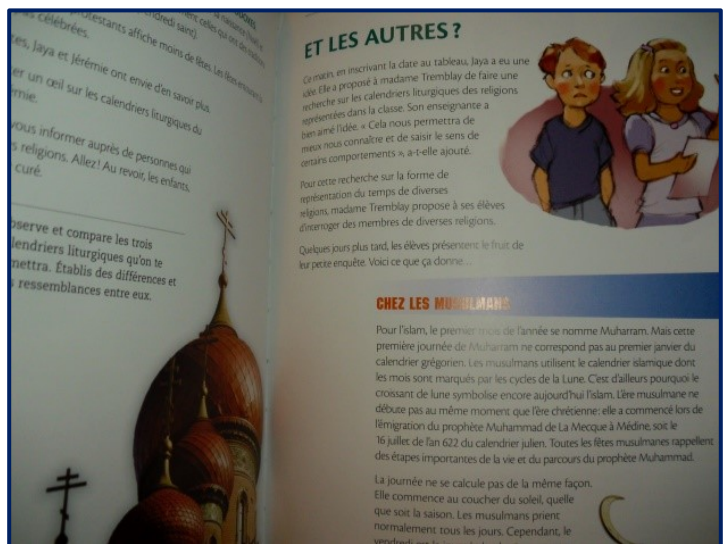 s célébrées.
protestants affiche moins de fêtes. Les fêtes
tes, Jaya et Jérémie ont envie d'en savoir plus.
er un œil sur les calendriers liturgiques du
mie.
vous informer auprès de personnes qui
s religions. Allez! Au revoir, les enfants,
curé.
bserve et compare les trois
lendriers liturgiques qu'on te
mettra. Établis des différences et
s ressemblances entre eux.
ET LES AUTRES?
Ce matin, en inscrivant la date au tableau, Jaya a eu une
idée. Elle a proposé à madame Tremblay de faire une
recherche sur les calendriers liturgiques des religions
représentées dans la classe. Son enseignante a
bien aimé l'idée. « Cela nous permettra de
mieux nous connaître et de saisir le sens de
certains comportements », a-t-elle ajouté.
Pour cette recherche sur la forme de
représentation du temps de diverses
religions, madame Tremblay propose à ses élèves
d'interroger des membres de diverses religions.
Quelques jours plus tard, les élèves présentent le fruit de
leur petite enquête. Voici ce que ça donne...
CHEZ LES MUSULMANS
Pour l'islam, le premier mois de l'année se nomme Muharram. Mais cette
première journée de Muharram ne correspond pas au premier janvier du
calendrier grégorien. Les musulmans utilisent le calendrier islamique dont
les mois sont marqués par les cycles de la Lune. C'est d'ailleurs pourquoi le
croissant de lune symbolise encore aujourd'hui l'islam. L'ère musulmane ne
débute pas au même moment que l'ère chrétienne: elle a commencé lors de
l'émigration du prophète Muhammad de La Mecque à Médine, soit le
16 juillet de l'an 622 du calendrier julien. Toutes les fêtes musulmanes rappellent
des étapes importantes de la vie et du parcours du prophète Muhammad.
La journée ne se calcule pas de la même façon.
Elle commence au coucher du soleil, quelle
que soit la saison. Les musulmans prient
normalement tous les jours. Cependant, le